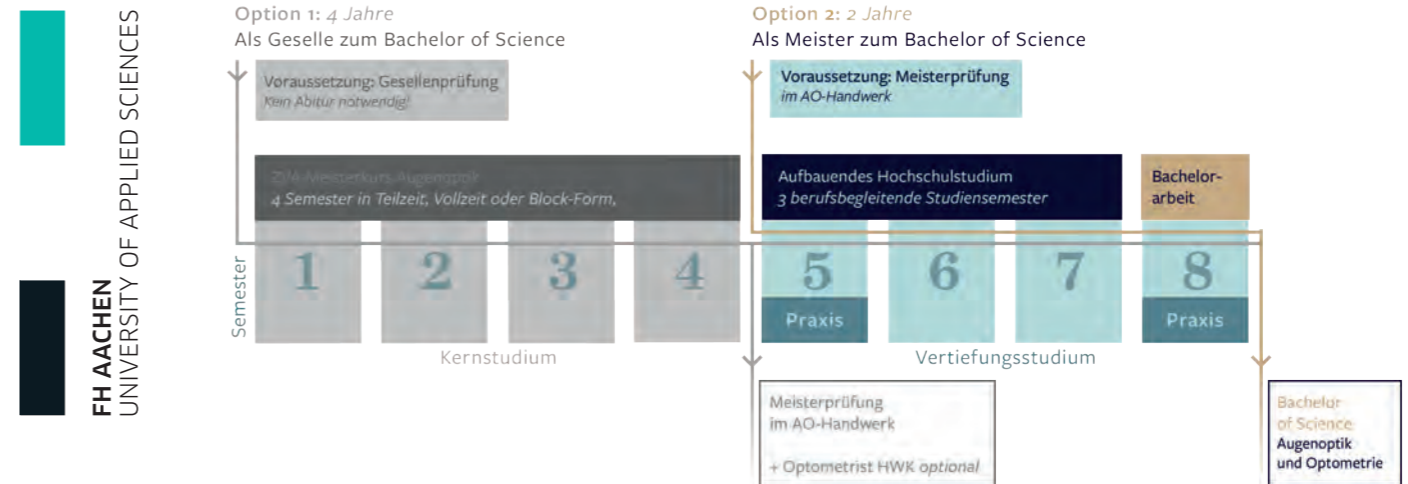 FH AACHEN
UNIVERSITY OF APPLIED SCIENCES
Option 1: 4 Jahre
Als Geselle zum Bachelor of Science
Voraussetzung: Gesellenprüfung
Kein Abitur notwendig!
Option 2: 2 Jahre
Als Meister zum Bachelor of Science
Voraussetzung: Meisterprüfung
im AO-Handwerk
ZVA-Meisterkurs Augenoptik
4 Semester in Teilzeit, Vollzeit oder Block-Form,
Aufbauendes Hochschulstudium
3 berufsbegleitende Studiensemester
Bachelor-
arbeit
Semester
1 2 3 4 5 6 7 8
Praxis Praxis
Kernstudium Vertiefungsstudium
Meisterprüfung
im AO-Handwerk
+ Optometrist HWK optional
Bachelor
of Science
Augenoptik
und Optometrie